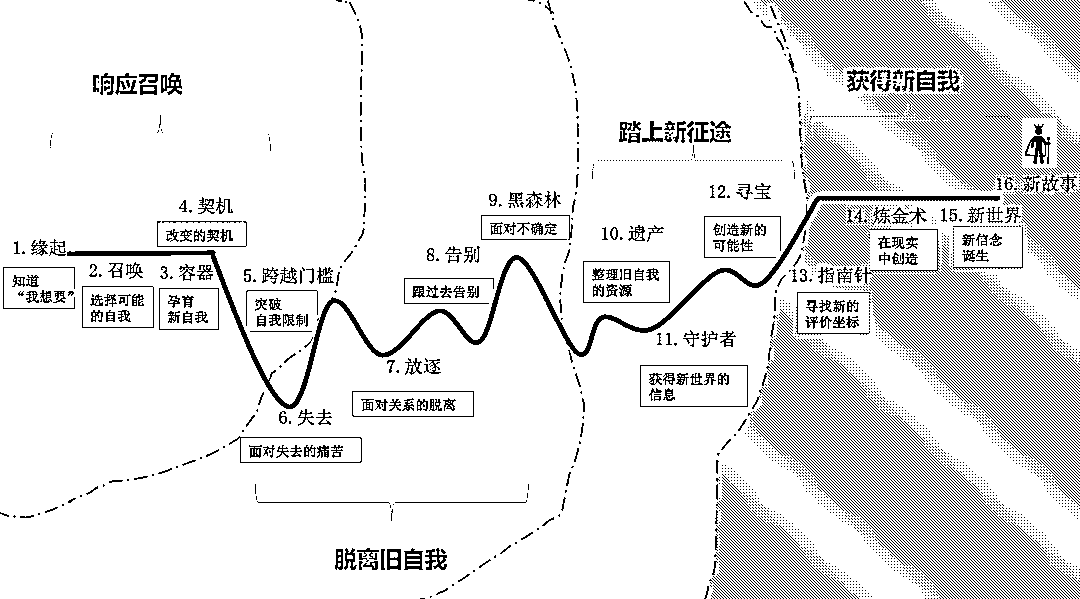 响应召唤
1. 缘起
知道
“我想要”
2. 召唤
选择可能
的自我
3. 容器
孕育
新自我
4. 契机
改变的契机
5. 跨越门槛
突破
自我限制
6. 失去
面对失去的痛苦
7. 放逐
面对关系的脱离
8. 告别
跟过去告别
9. 黑森林
面对不确定
脱离旧自我
踏上新征途
10. 遗产
整理旧自我
的资源
11. 守护者
获得新世界的
信息
12. 寻宝
创造新的
可能性
获得新自我
13. 指南针
寻找新的
评价坐标
14. 炼金术
在现实
中创造
15. 新世界
新信念
诞生
16. 新故事